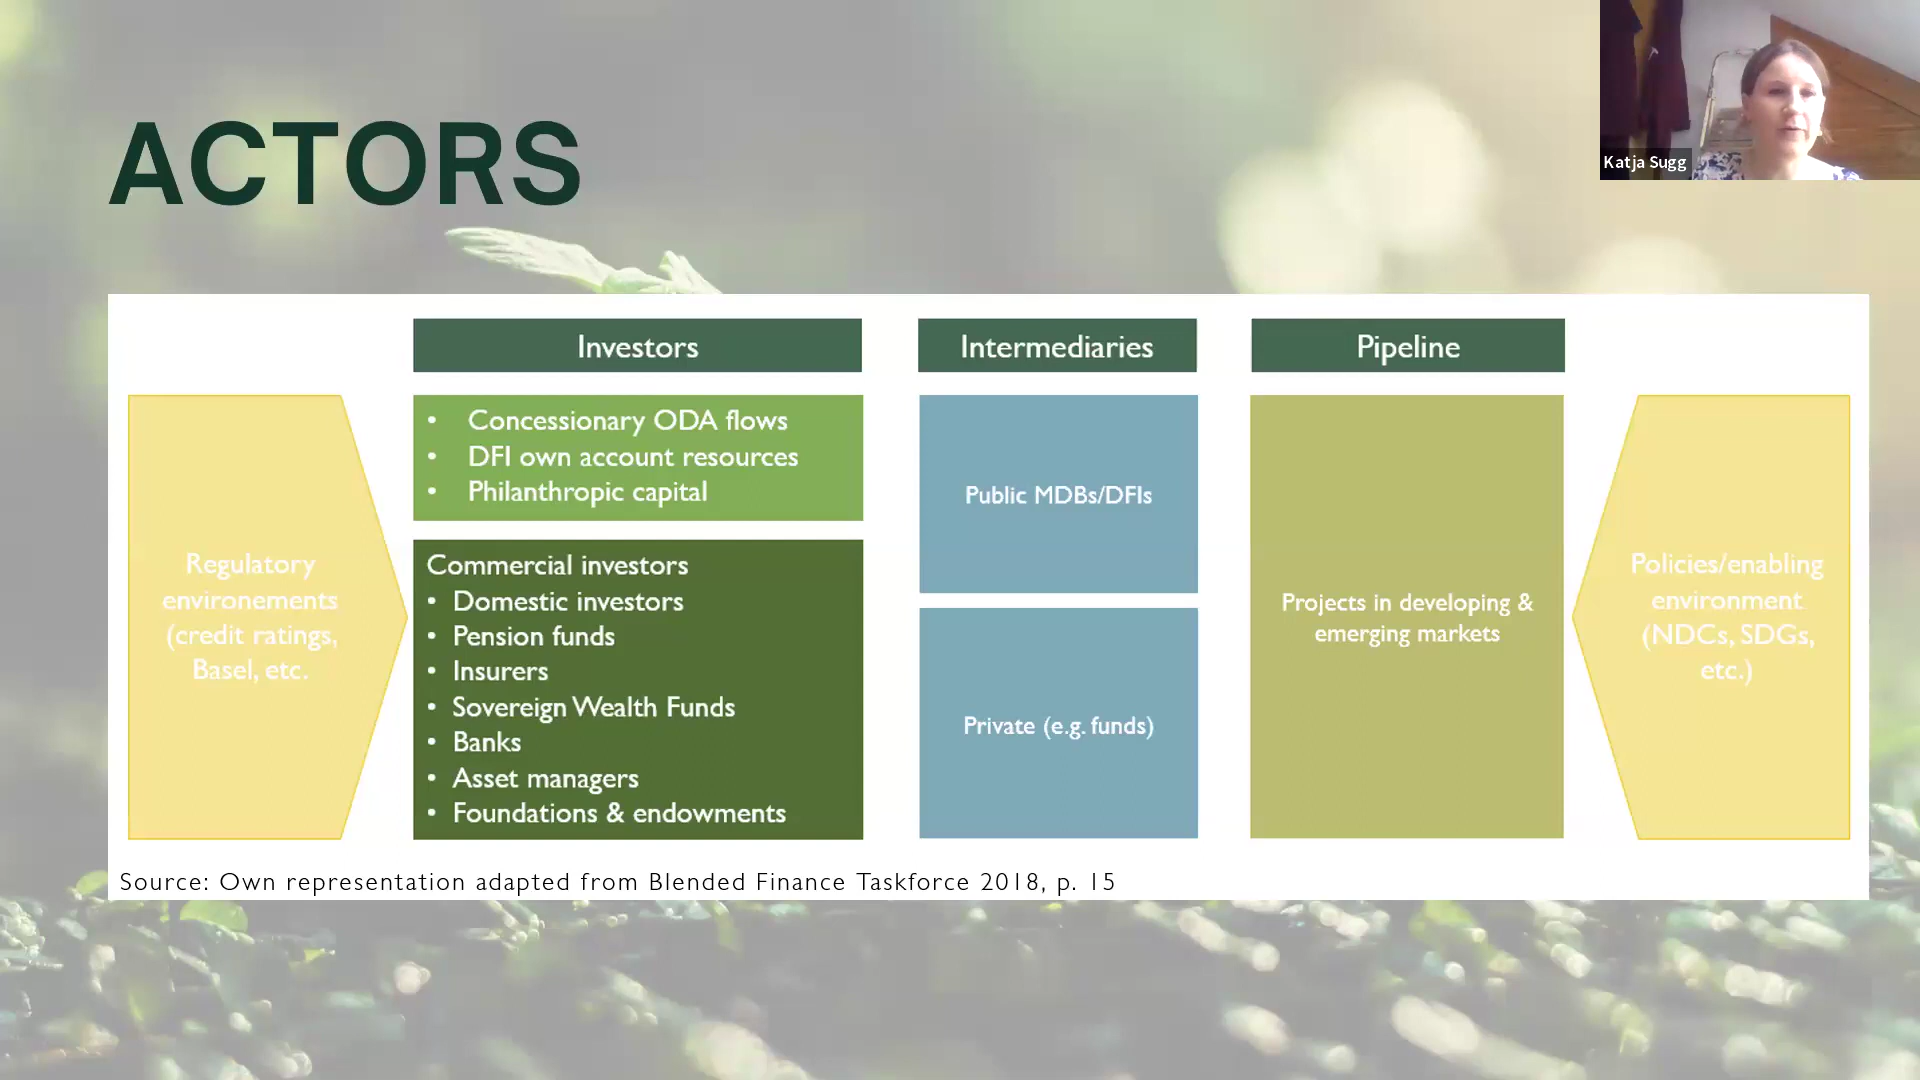 ACTORS
Katja Sugg
Investors
Intermediaries
Pipeline
Regulatory
environements
(credit ratings,
Basel, etc.
• Concessionary ODA flows
• DFI own account resources
• Philanthropic capital
Commercial investors
• Domestic investors
• Pension funds
• Insurers
• Sovereign Wealth Funds
• Banks
• Asset managers
• Foundations & endowments
Public MDBs/DFIs
Private (e.g. funds)
Projects in developing &
emerging markets
Policies/enabling
environment
(NDCs, SDGs,
etc.)
Source: Own representation adapted from Blended Finance Taskforce 2018, p. 15